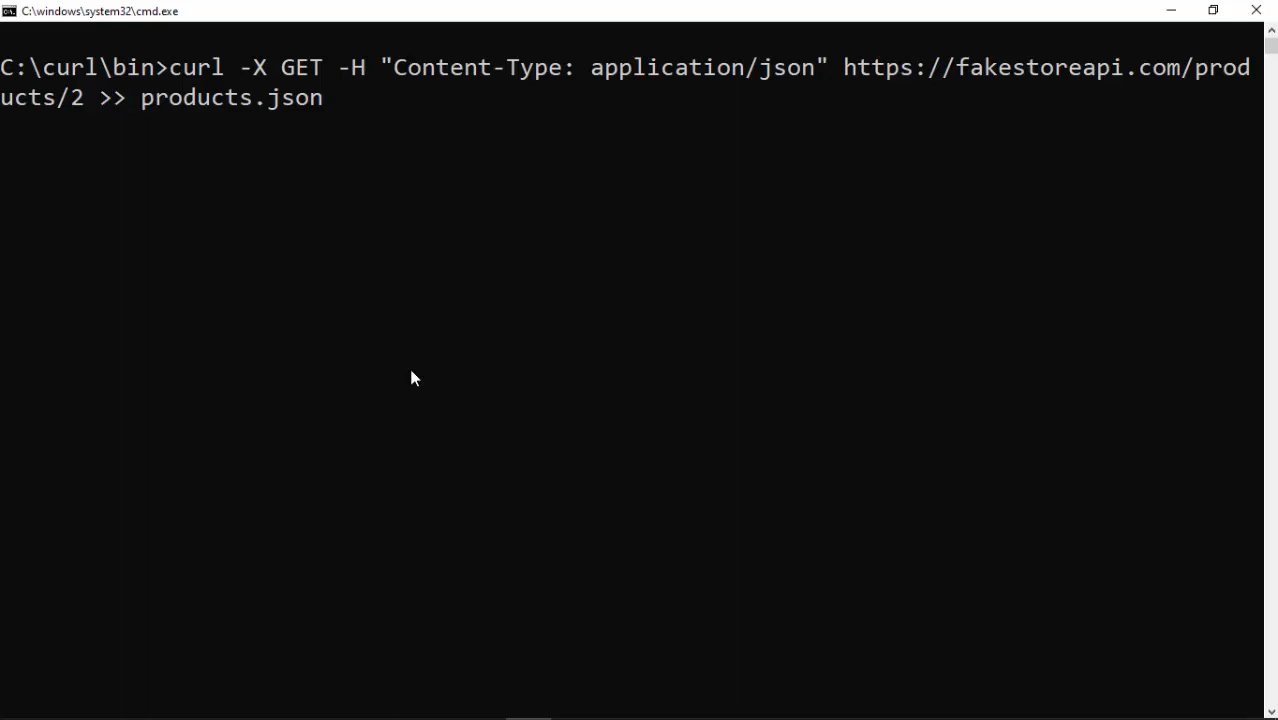 C:\windows\system32\cmd.exe
C:\curl\bin>curl -X GET -H "Content-Type: application/json" https://fakestoreapi.com/prod
ucts/2 >> products.json